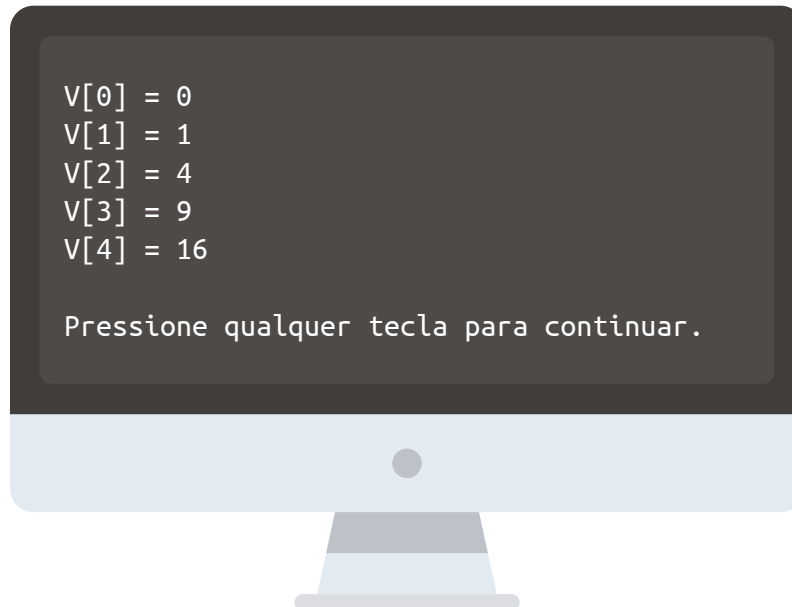 V[0] = 0
V[1] = 1
V[2] = 4
V[3] = 9
V[4] = 16
Pressione qualquer tecla para continuar.